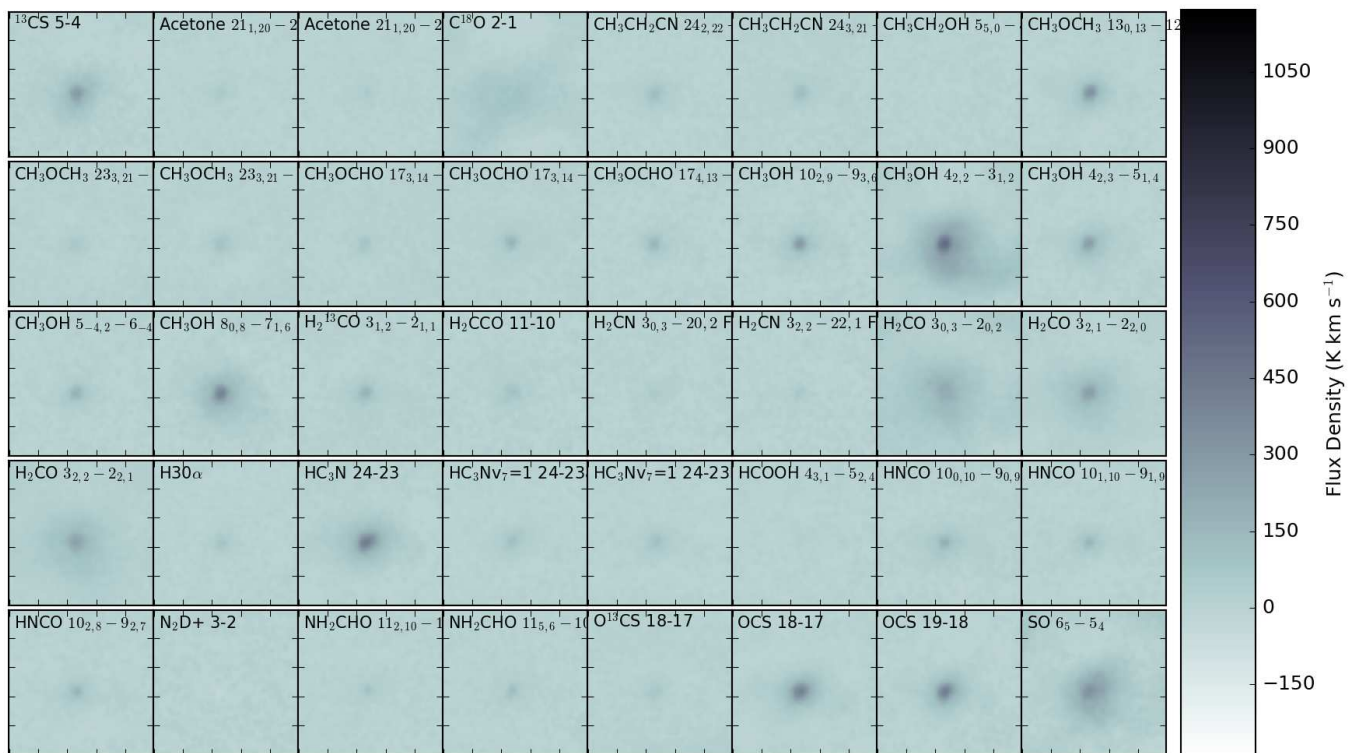 ¹³CS 5-4
Acetone 21₁,₂₀ − 2
Acetone 21₁,₂₀ − 2
C¹⁸O 2-1
CH₃CH₂CN 24₂,₂₂
CH₃CH₂CN 24₃,₂₁
CH₃CH₂OH 5₅,₀ −
CH₃OCH₃ 13₀,₁₃ − 12
CH₃OCH₃ 23₃,₂₁ −
CH₃OCH₃ 23₃,₂₁ −
CH₃OCHO 17₃,₁₄
CH₃OCHO 17₃,₁₄ −
CH₃OCHO 17₄,₁₃ −
CH₃OH 10₂,₉ − 9₃,₆
CH₃OH 4₂,₂ − 3₁,₂
CH₃OH 4₂,₃ − 5₁,₄
CH₃OH 5₋₄,₂ − 6₋₄
CH₃OH 8₀,₈ − 7₁,₆
H₂¹³CO 3₁,₂ − 2₁,₁
H₂CCO 11-10
H₂CN 3₀,₃ − 20,2 F
H₂CN 3₂,₂ − 22,1 F
H₂CO 3₀,₃ − 2₀,₂
H₂CO 3₂,₁ − 2₂,₀
H₂CO 3₂,₂ − 2₂,₁
H30α
HC₃N 24-23
HC₃Nv₇=1 24-23
HC₃Nv₇=1 24-23
HCOOH 4₃,₁ − 5₂,₄
HNCO 10₀,₁₀ − 9₀,₉
HNCO 10₁,₁₀ − 9₁,₉
HNCO 10₂,₈ − 9₂,₇
N₂D+ 3-2
NH₂CHO 11₂,₁₀ − 1
NH₂CHO 11₅,₆ − 10
O¹³CS 18-17
OCS 18-17
OCS 19-18
SO 6₅ − 5₄
1050
900
750
600
450
300
150
0
−150
Flux Density (K km s⁻¹)